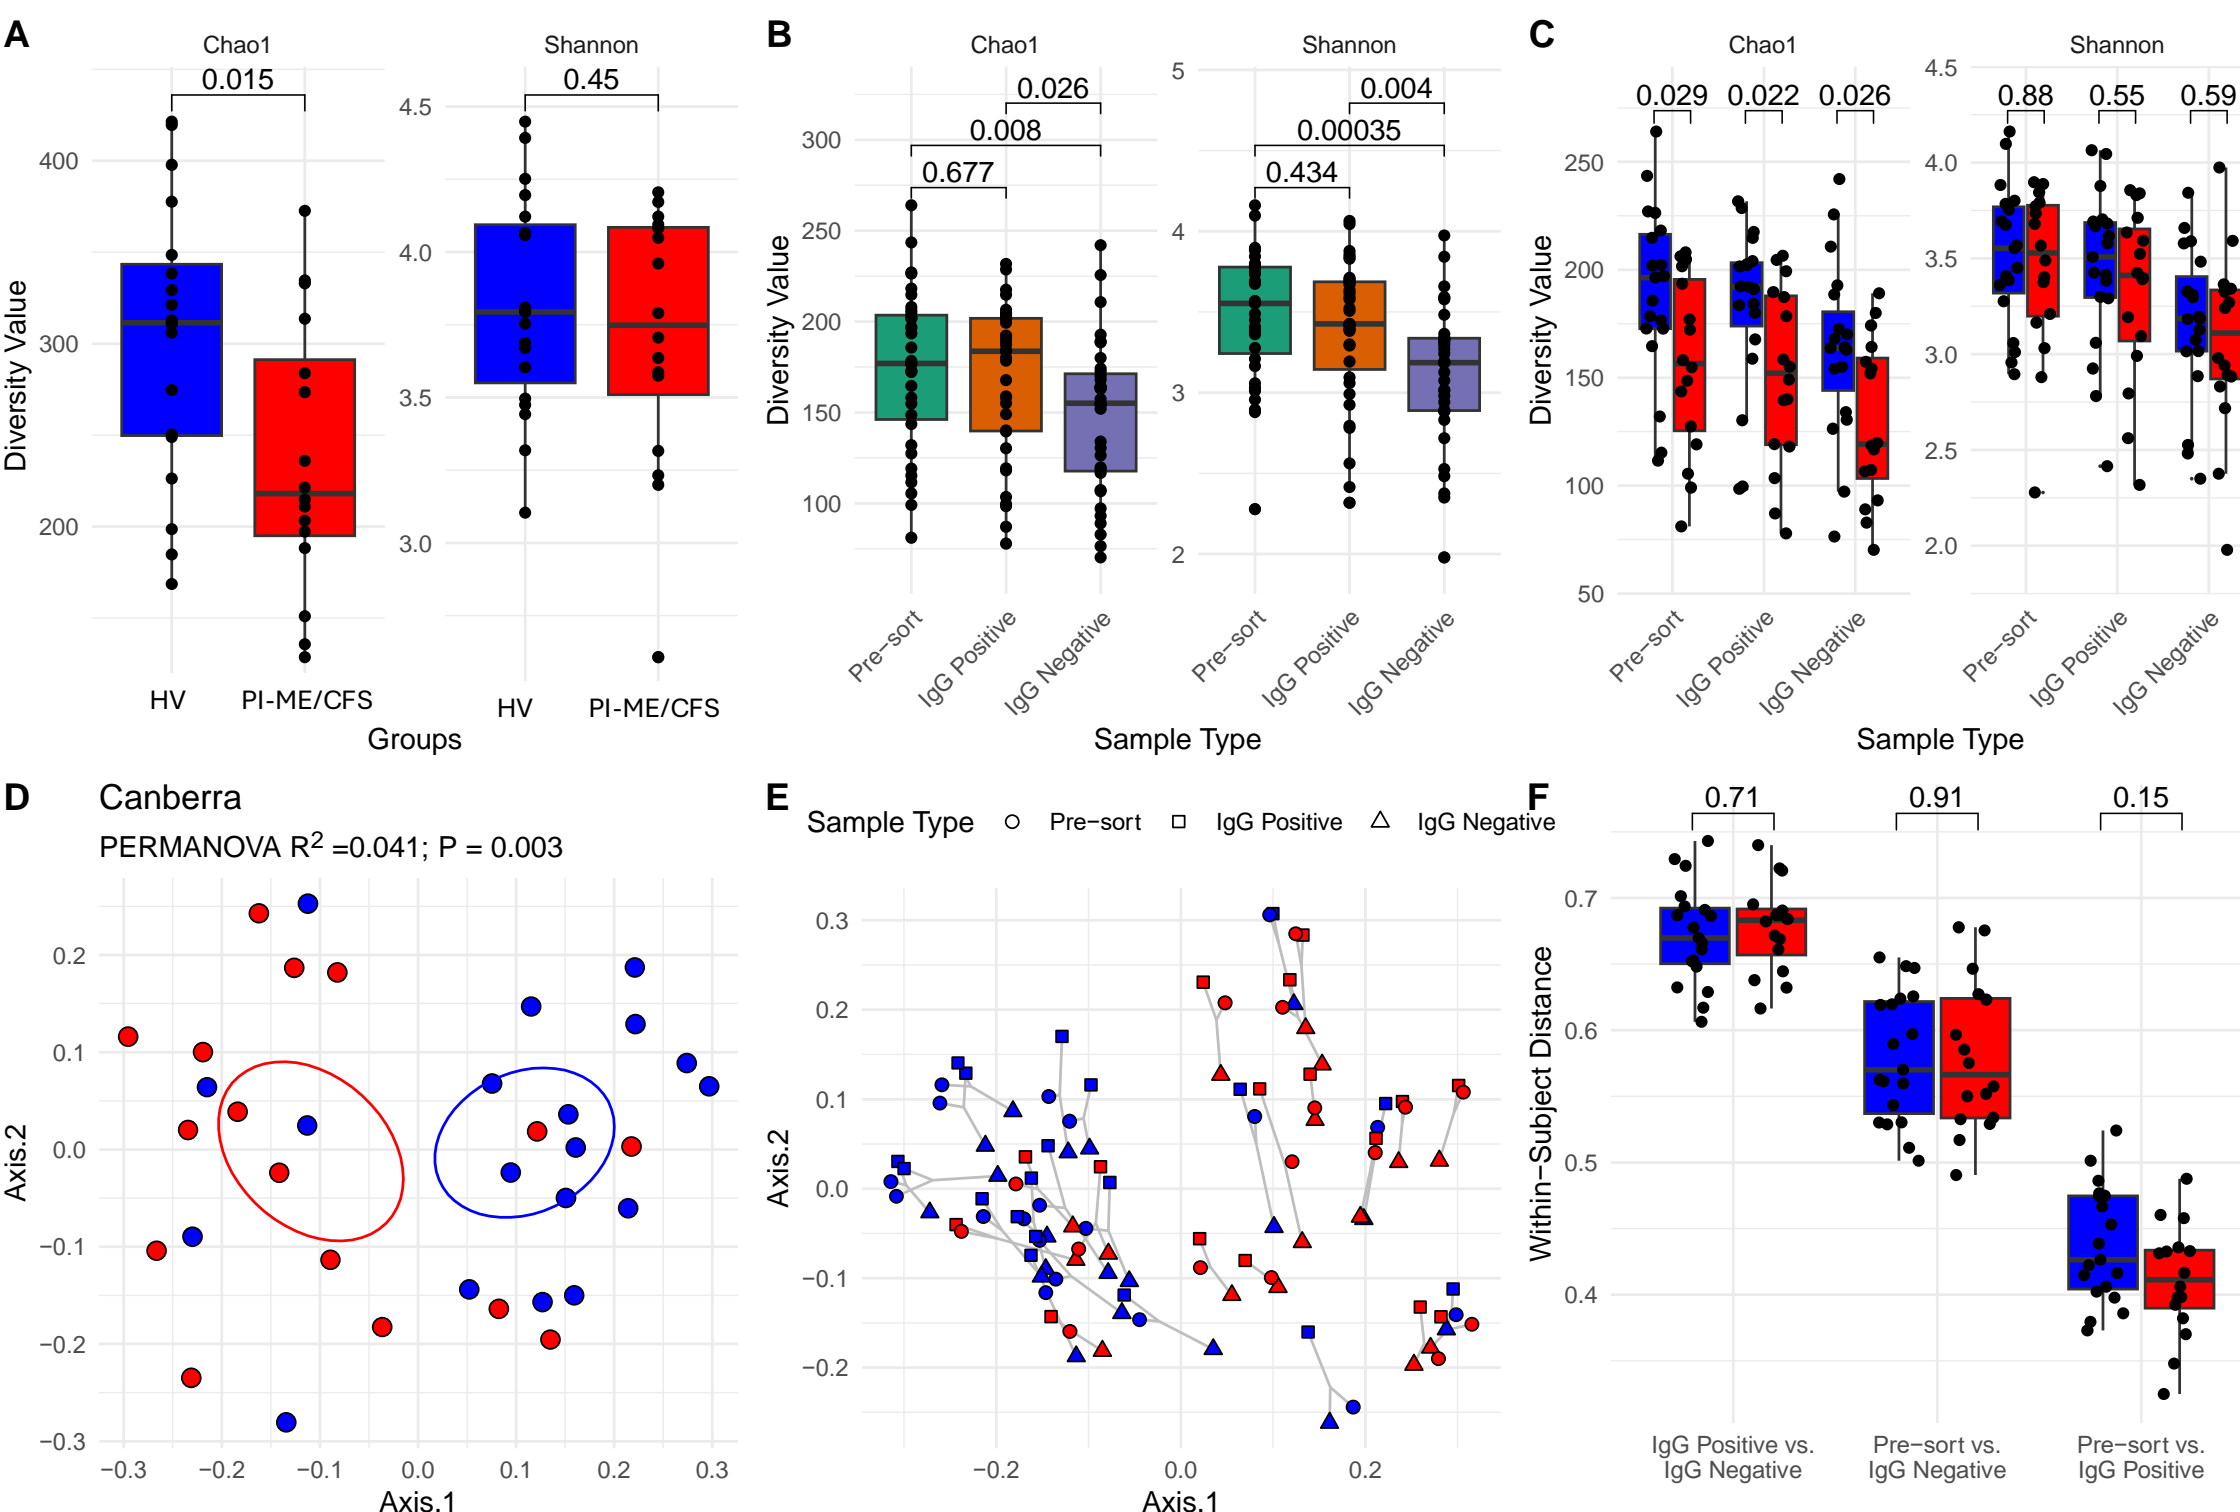 A
Chao1
Shannon
0.015
0.45
Diversity Value
400
300
200
4.5
4.0
3.5
3.0
HV
PI-ME/CFS
HV
PI-ME/CFS
Groups
B
Chao1
Shannon
0.026
0.008
0.677
0.004
0.00035
0.434
Diversity Value
300
250
200
150
100
5
4
3
2
Pre−sort
IgG Positive
IgG Negative
Pre−sort
IgG Positive
IgG Negative
Sample Type
C
Chao1
Shannon
0.029
0.022
0.026
0.88
0.55
0.59
Diversity Value
250
200
150
100
50
4.5
4.0
3.5
3.0
2.5
2.0
Pre−sort
IgG Positive
IgG Negative
Pre−sort
IgG Positive
IgG Negative
Sample Type
D
Canberra
PERMANOVA R2 =0.041; P = 0.003
Axis.2
0.2
0.1
0.0
−0.1
−0.2
−0.3
−0.3
−0.2
−0.1
0.0
0.1
0.2
0.3
Axis.1
E
Sample Type
Pre−sort
IgG Positive
IgG Negative
Axis.2
0.3
0.2
0.1
0.0
−0.1
−0.2
−0.2
0.0
0.2
Axis.1
F
0.71
0.91
0.15
Within−Subject Distance
0.7
0.6
0.5
0.4
IgG Positive vs.
IgG Negative
Pre−sort vs.
IgG Negative
Pre−sort vs.
IgG Positive